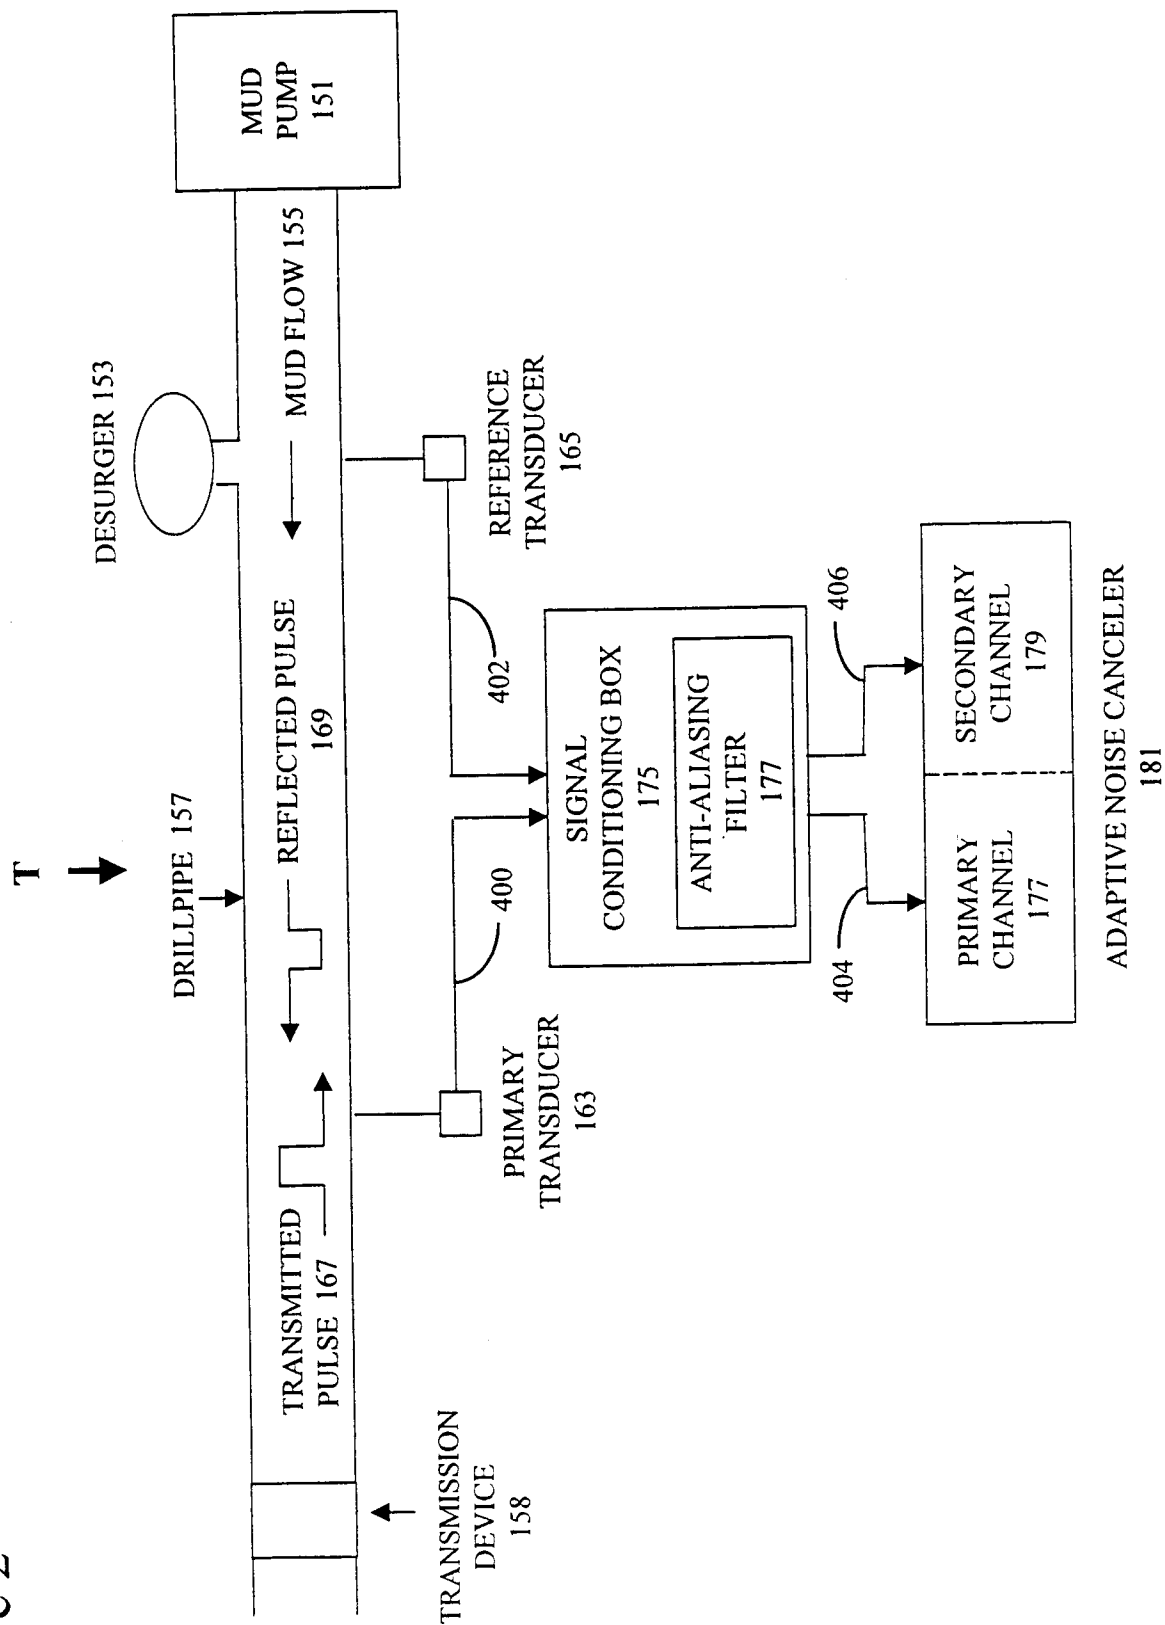 T
DRILLPIPE 157
DESURGER 153
MUD
PUMP
151
TRANSMITTED
PULSE 167
REFLECTED PULSE
169
MUD FLOW 155
TRANSMISSION
DEVICE
158
PRIMARY
TRANSDUCER
163
REFERENCE
TRANSDUCER
165
400
402
SIGNAL
CONDITIONING BOX
175
ANTI-ALIASING
FILTER
177
404
406
PRIMARY
CHANNEL
177
SECONDARY
CHANNEL
179
ADAPTIVE NOISE CANCELER
181